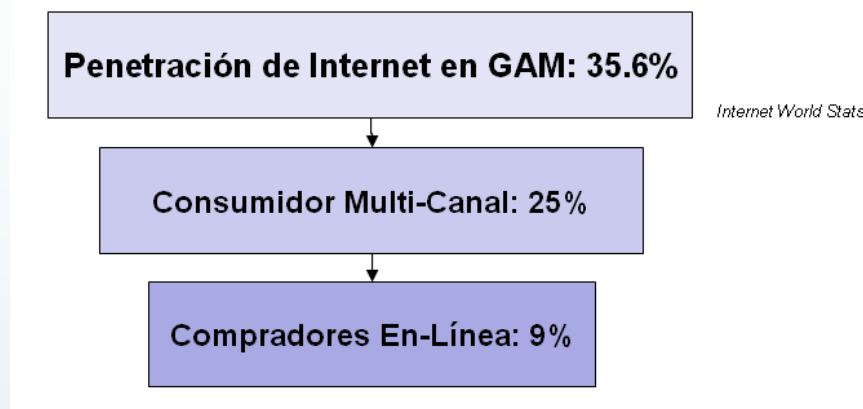 Penetración de Internet en GAM: 35.6%
Internet World Stats
Consumidor Multi-Canal: 25%
Compradores En-Línea: 9%